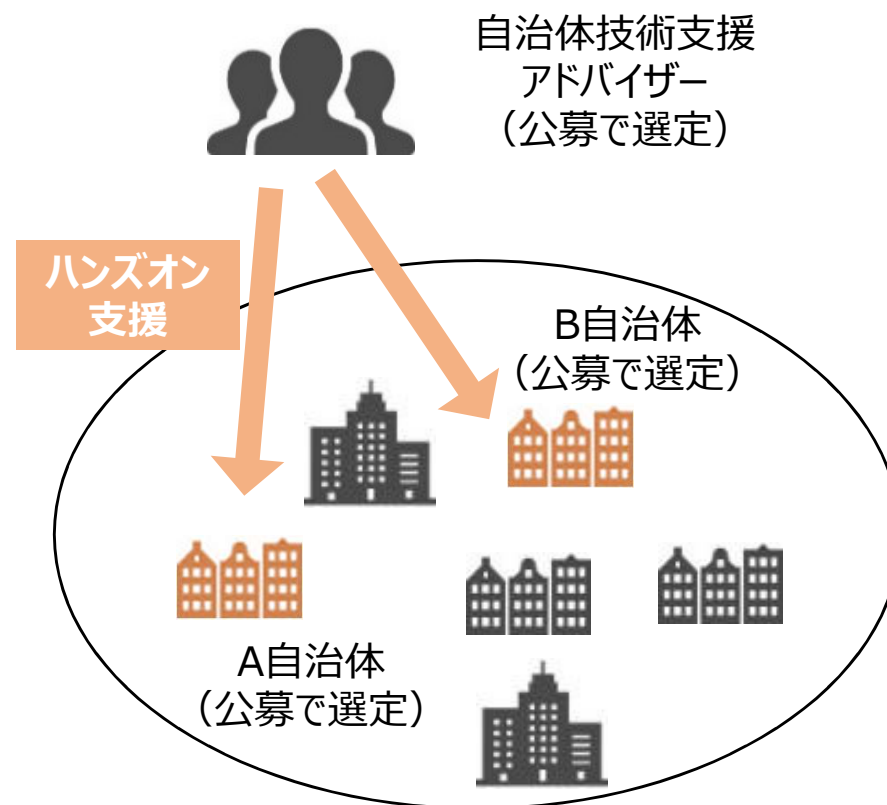 自治体技術支援
アドバイザー
（公募で選定）
ハンズオン
支援
B自治体
（公募で選定）
A自治体
（公募で選定）